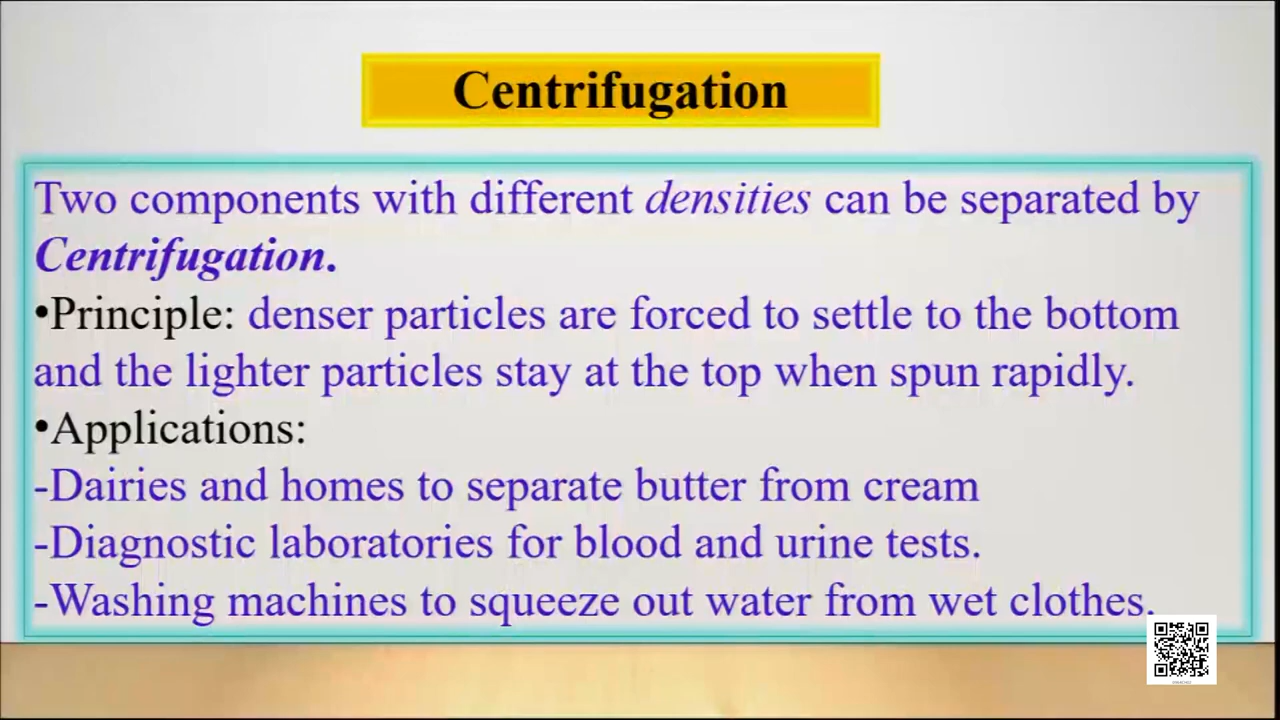 Centrifugation
Two components with different densities can be separated by
Centrifugation.
•Principle: denser particles are forced to settle to the bottom
and the lighter particles stay at the top when spun rapidly.
•Applications:
-Dairies and homes to separate butter from cream
-Diagnostic laboratories for blood and urine tests.
-Washing machines to squeeze out water from wet clothes.